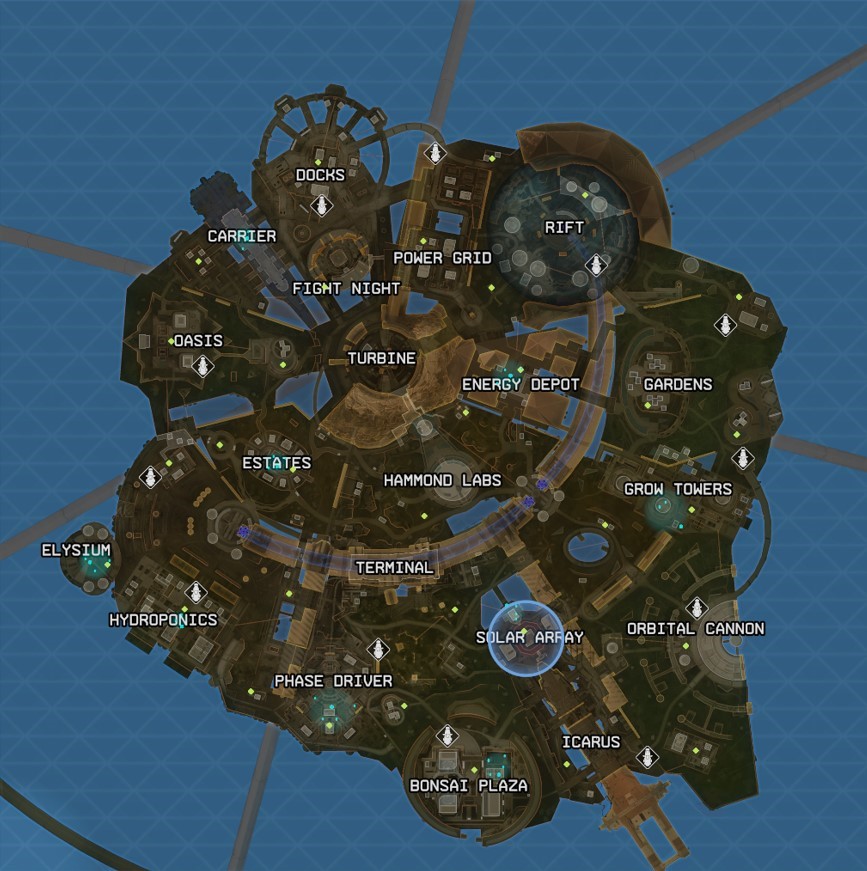 DOCKS
RIFT
CARRIER
POWER GRID
FIGHT NIGHT
OASIS
TURBINE
ENERGY DEPOT
GARDENS
ESTATES
HAMMOND LABS
GROW TOWERS
ELYSIUM
TERMINAL
HYDROPONICS
SOLAR ARRAY
ORBITAL CANNON
PHASE DRIVER
ICARUS
BONSAI PLAZA